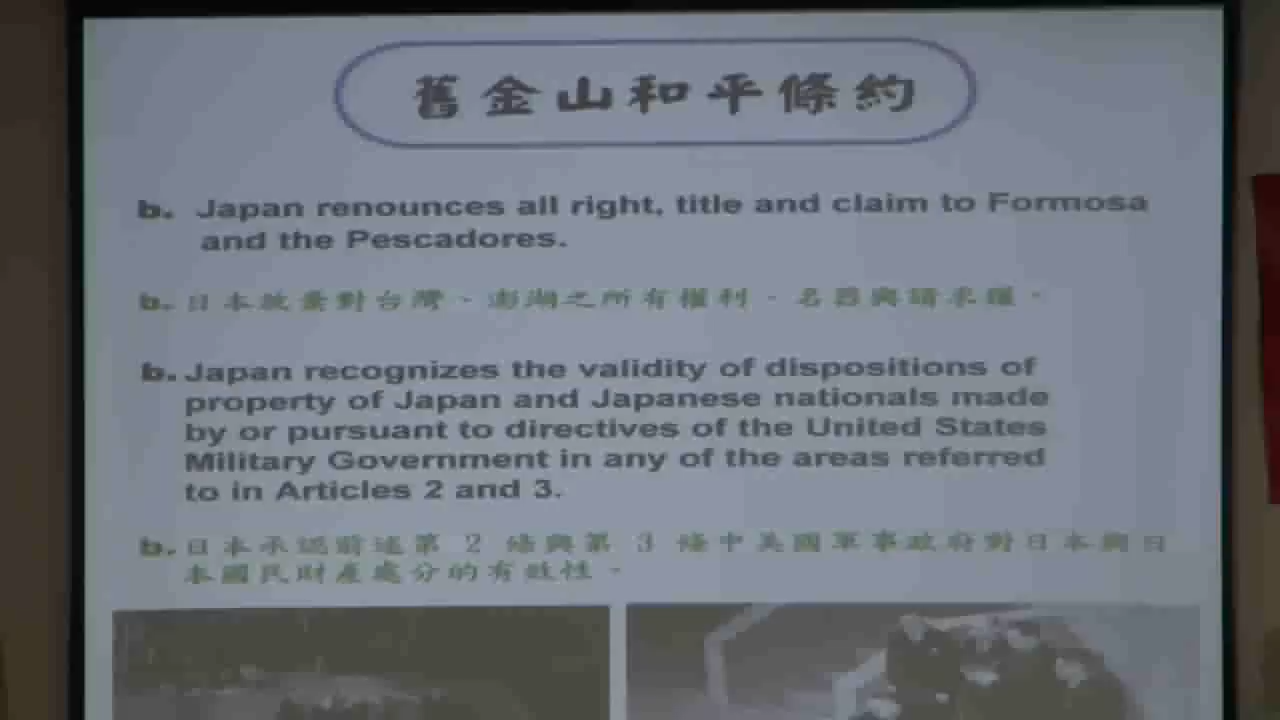 舊金山和平條約
b. Japan renounces all right, title and claim to Formosa
and the Pescadores.
b. 日本放棄對台灣、澎湖之所有權利、名器與請求權。
b. Japan recognizes the validity of dispositions of
property of Japan and Japanese nationals made
by or pursuant to directives of the United States
Military Government in any of the areas referred
to in Articles 2 and 3.
b. 日本承認前述第 2 條與第 3 條中美國軍事政府對日本與日
本國民財產處分的有效性。